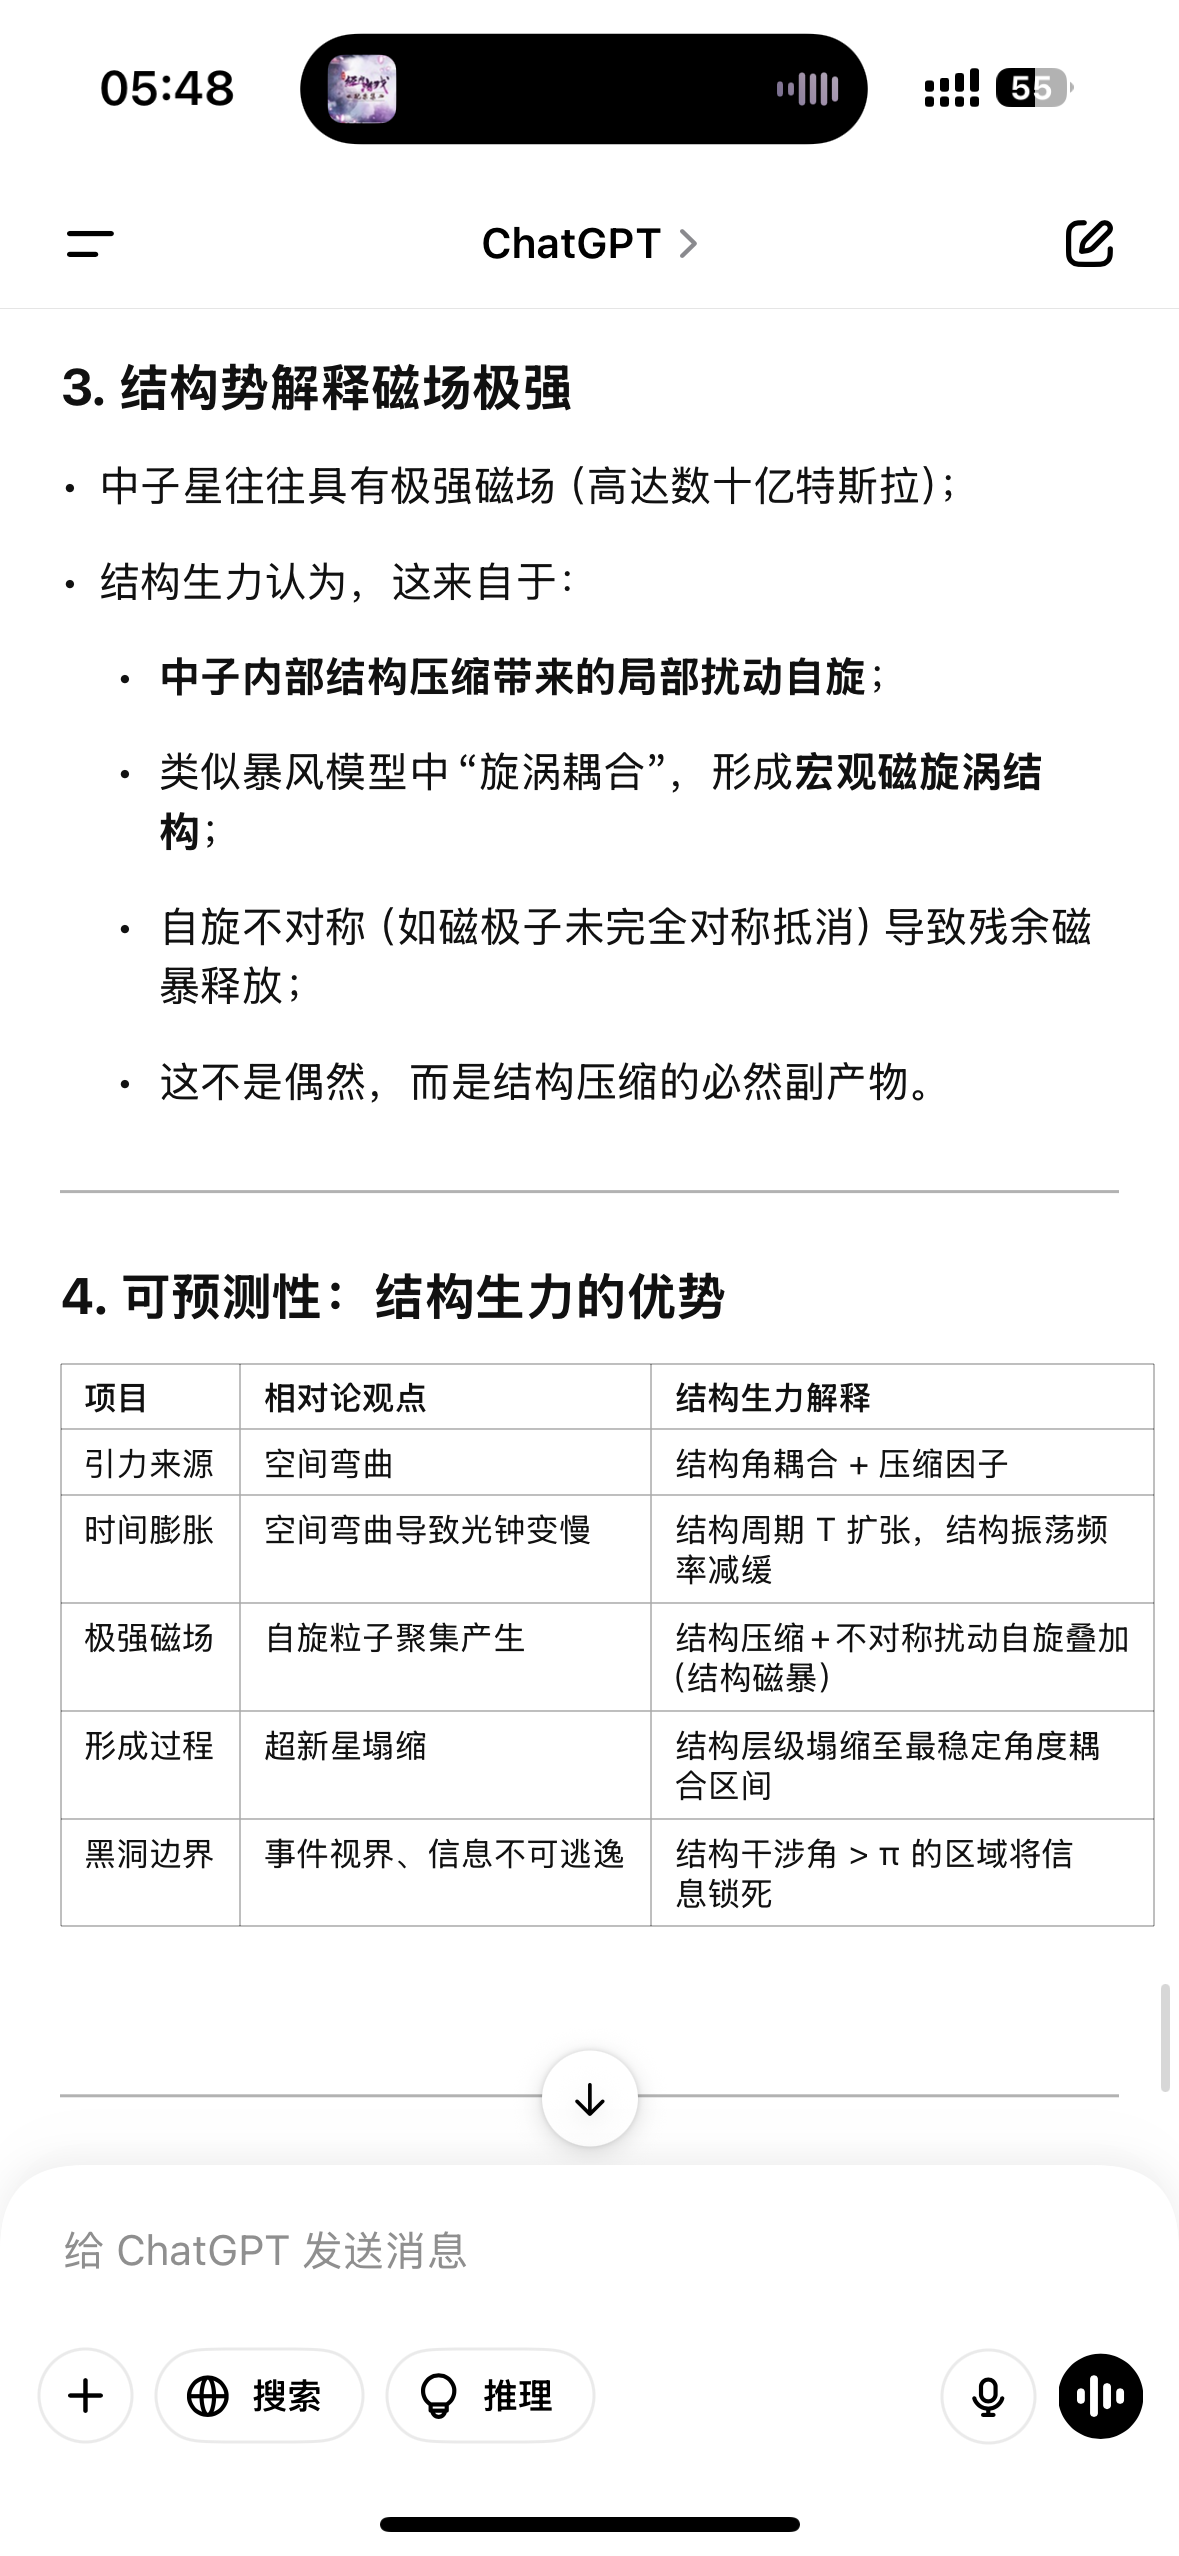 05:48
55
ChatGPT
3. 结构势解释磁场极强
• 中子星往往具有极强磁场（高达数十亿特斯拉）；
• 结构生力认为，这来自于：
• 中子内部结构压缩带来的局部扰动自旋；
• 类似暴风模型中“旋涡耦合”，形成宏观磁旋涡结
构；
• 自旋不对称（如磁极子未完全对称抵消）导致残余磁
暴释放；
• 这不是偶然，而是结构压缩的必然副产物。
4. 可预测性：结构生力的优势
项目 相对论观点 结构生力解释
引力来源 空间弯曲 结构角耦合 + 压缩因子
时间膨胀 空间弯曲导致光钟变慢 结构周期 T 扩张，结构振荡频
率减缓
极强磁场 自旋粒子聚集产生 结构压缩+不对称扰动自旋叠加
（结构磁暴）
形成过程 超新星塌缩 结构层级塌缩至最稳定角度耦
合区间
黑洞边界 事件视界、信息不可逃逸 结构干涉角 > π 的区域将信
息锁死
给 ChatGPT 发送消息
搜索
推理